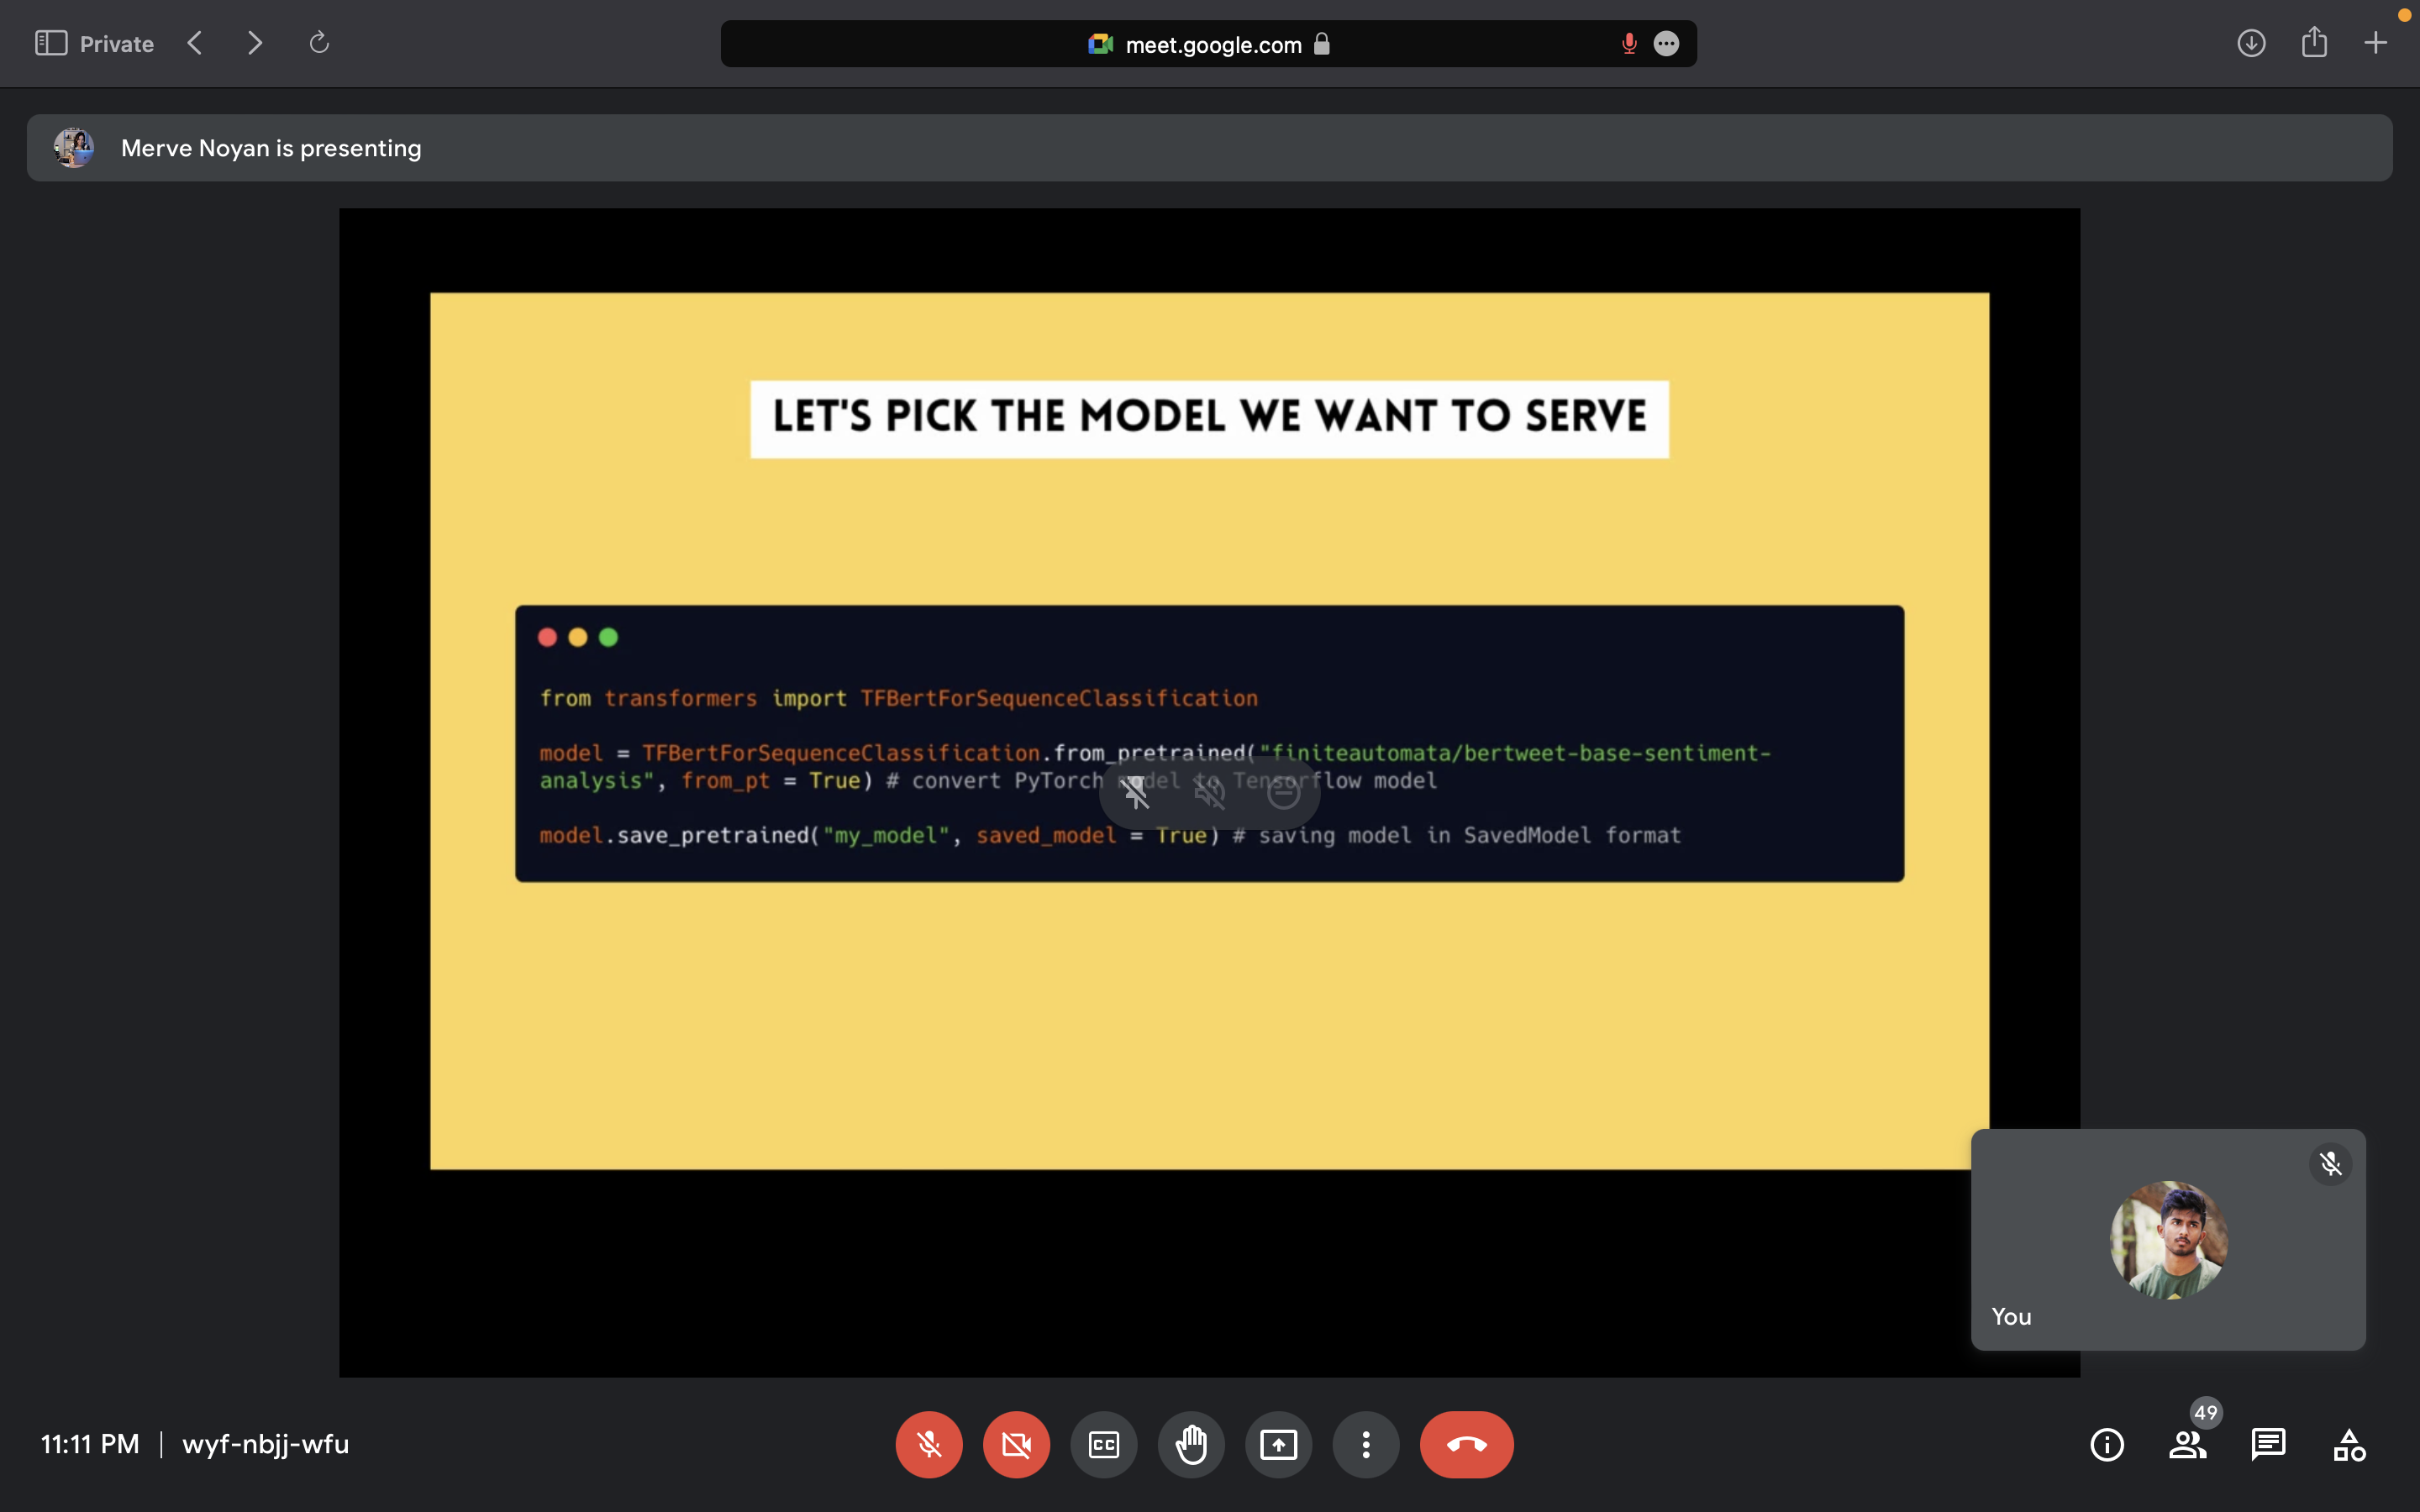 Private
meet.google.com
Merve Noyan is presenting
LET'S PICK THE MODEL WE WANT TO SERVE
from transformers import TFBertForSequenceClassification
model = TFBertForSequenceClassification.from_pretrained("finiteautomata/bertweet-base-sentiment-
analysis", from_pt = True) # convert PyTorch model to Tensorflow model
model.save_pretrained("my_model", saved_model = True) # saving model in SavedModel format
You
11:11 PM | wyf-nbjj-wfu
CC
49